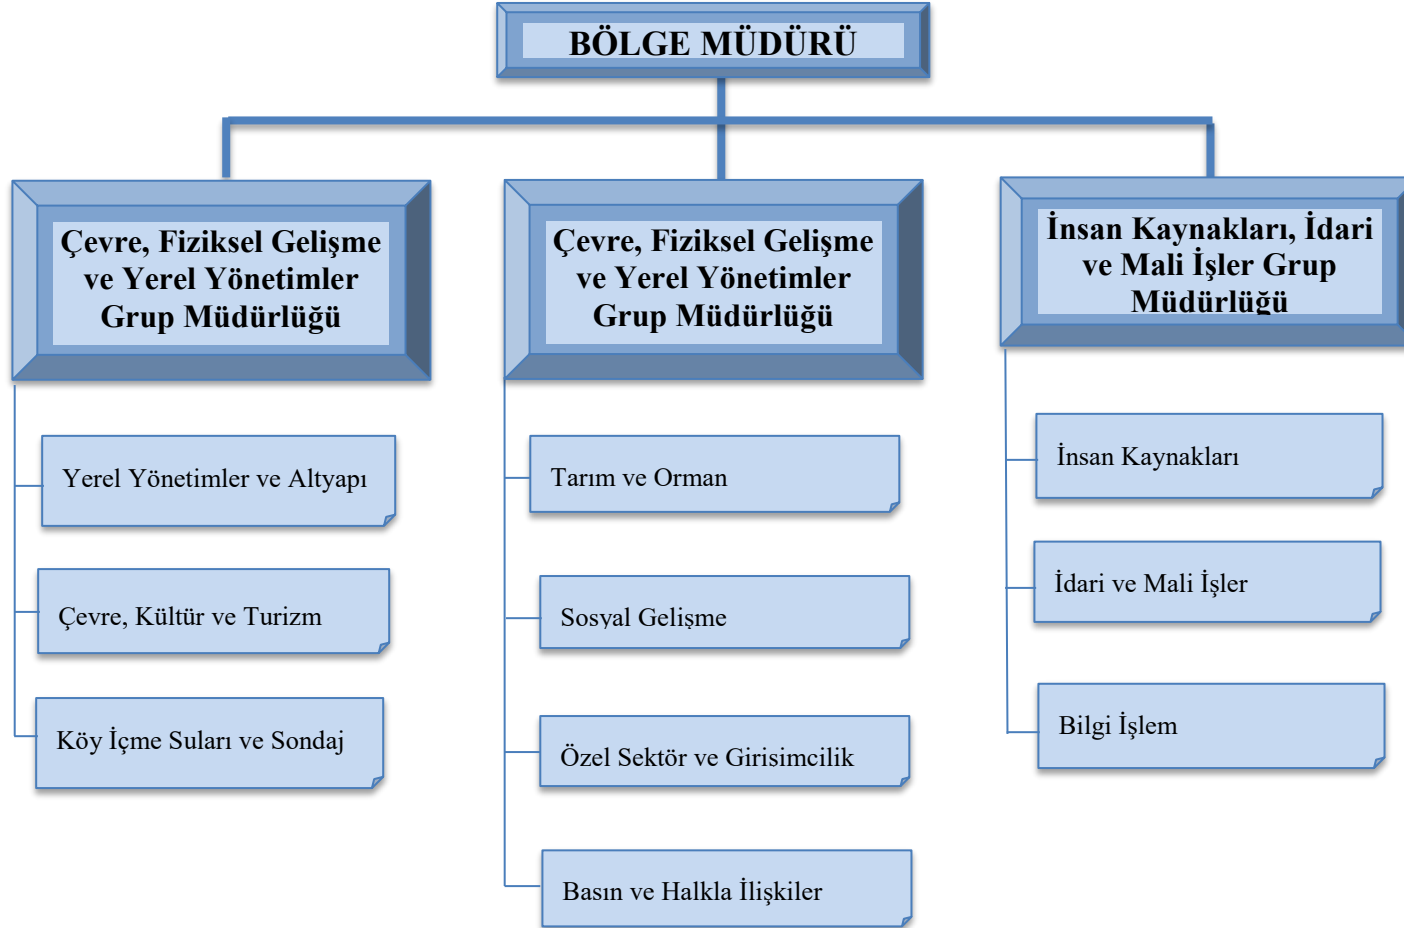 BÖLGE MÜDÜRÜ
Çevre, Fiziksel Gelişme
ve Yerel Yönetimler
Grup Müdürlüğü
Yerel Yönetimler ve Altyapı
Çevre, Kültür ve Turizm
Köy İçme Suları ve Sondaj
Çevre, Fiziksel Gelişme
ve Yerel Yönetimler
Grup Müdürlüğü
Tarım ve Orman
Sosyal Gelişme
Özel Sektör ve Girisimcilik
Basın ve Halkla İlişkiler
İnsan Kaynakları, İdari
ve Mali İşler Grup
Müdürlüğü
İnsan Kaynakları
İdari ve Mali İşler
Bilgi İşlem